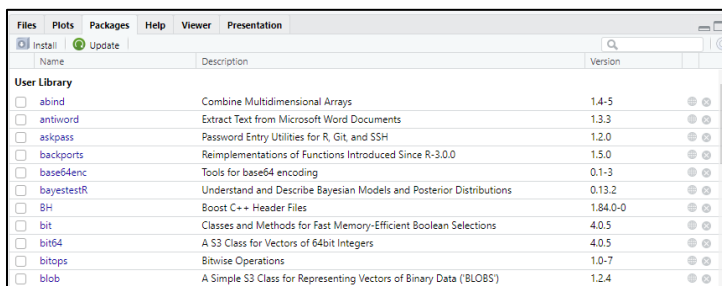 Files Plots Packages Help Viewer Presentation
Install Update
Name Description Version
User Library
abind Combine Multidimensional Arrays 1.4-5
antiword Extract Text from Microsoft Word Documents 1.3.3
askpass Password Entry Utilities for R, Git, and SSH 1.2.0
backports Reimplementations of Functions Introduced Since R-3.0.0 1.5.0
base64enc Tools for base64 encoding 0.1-3
bayestestR Understand and Describe Bayesian Models and Posterior Distributions 0.13.2
BH Boost C++ Header Files 1.84.0-0
bit Classes and Methods for Fast Memory-Efficient Boolean Selections 4.0.5
bit64 A S3 Class for Vectors of 64bit Integers 4.0.5
bitops Bitwise Operations 1.0-7
blob A Simple S3 Class for Representing Vectors of Binary Data ('BLOBS') 1.2.4